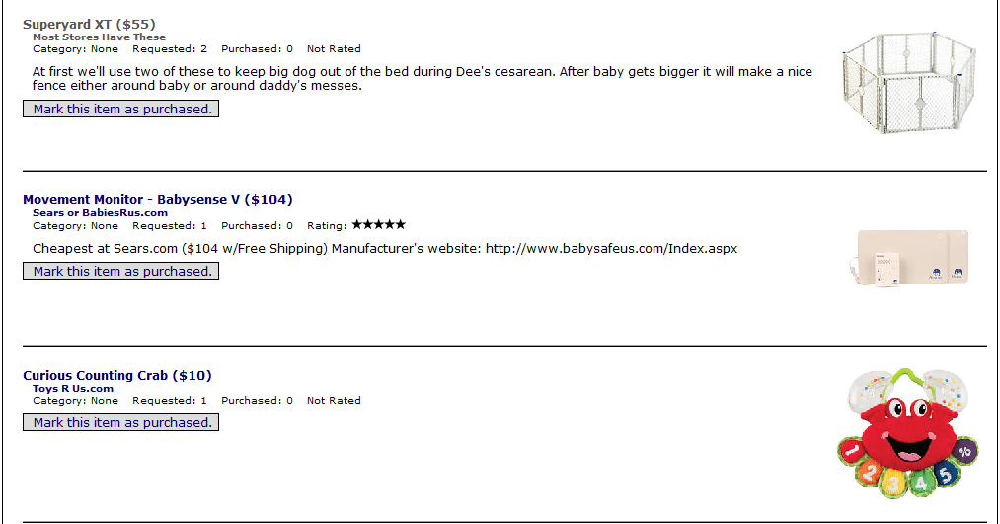 Superyard XT ($55)
Most Stores Have These
Category: None Requested: 2 Purchased: 0 Not Rated
At first we'll use two of these to keep big dog out of the bed during Dee's cesarean. After baby gets bigger it will make a nice
fence either around baby or around daddy's messes.
Mark this item as purchased.
Movement Monitor - Babysense V ($104)
Sears or BabiesRus.com
Category: None Requested: 1 Purchased: 0 Rating: ★★★★★
Cheapest at Sears.com ($104 w/Free Shipping) Manufacturer's website: http://www.babysafeus.com/Index.aspx
Mark this item as purchased.
Curious Counting Crab ($10)
Toys R Us.com
Category: None Requested: 1 Purchased: 0 Not Rated
Mark this item as purchased.
1 2 3 4 5